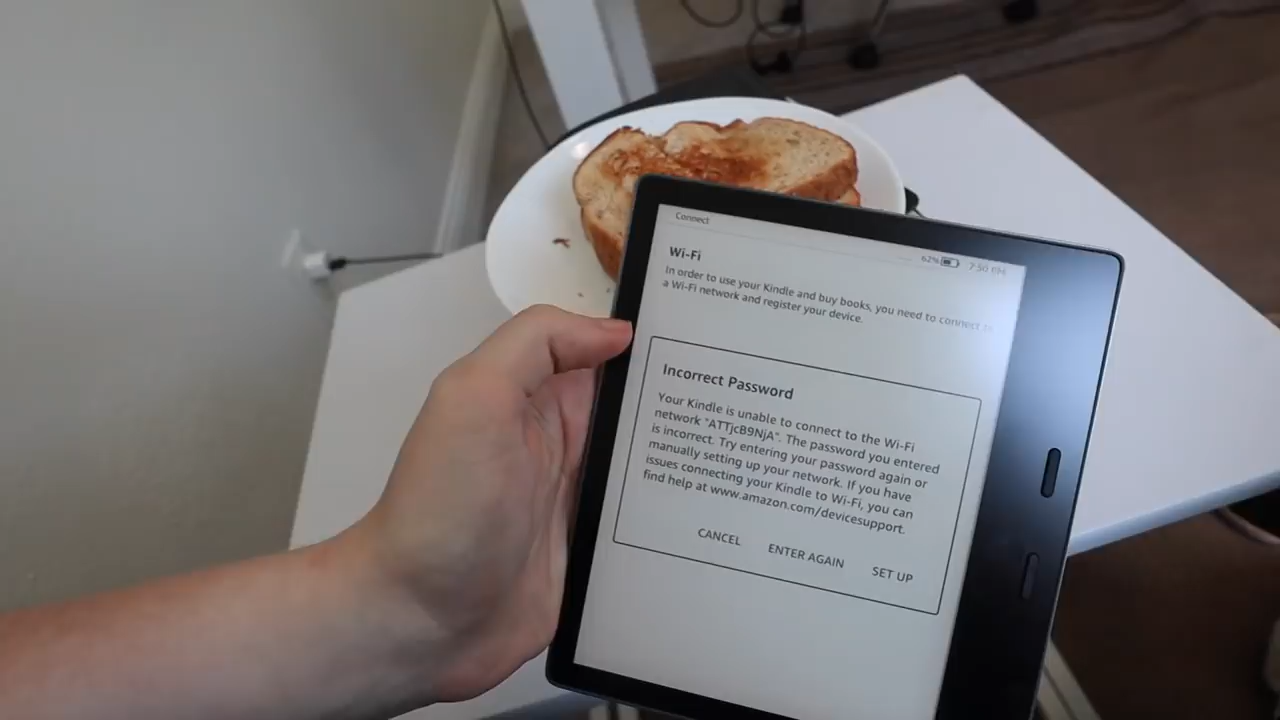 Connect
62% 7:50 PM
Wi-Fi
In order to use your Kindle and buy books, you need to connect to
a Wi-Fi network and register your device.
Incorrect Password
Your Kindle is unable to connect to the Wi-Fi
network "ATTjcB9NjA". The password you entered
is incorrect. Try entering your password again or
manually setting up your network. If you have
issues connecting your Kindle to Wi-Fi, you can
find help at www.amazon.com/devicesupport.
CANCEL ENTER AGAIN SET UP